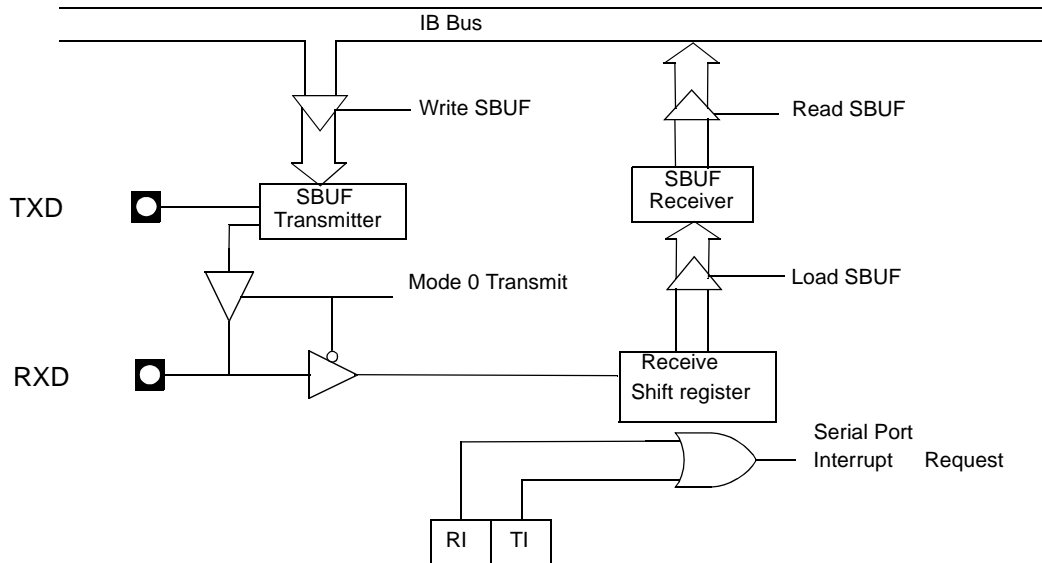 IB Bus
Write SBUF
Read SBUF
TXD
SBUF
Transmitter
SBUF
Receiver
Mode 0 Transmit
Load SBUF
RXD
Receive
Shift register
Serial Port
Interrupt Request
RI
TI